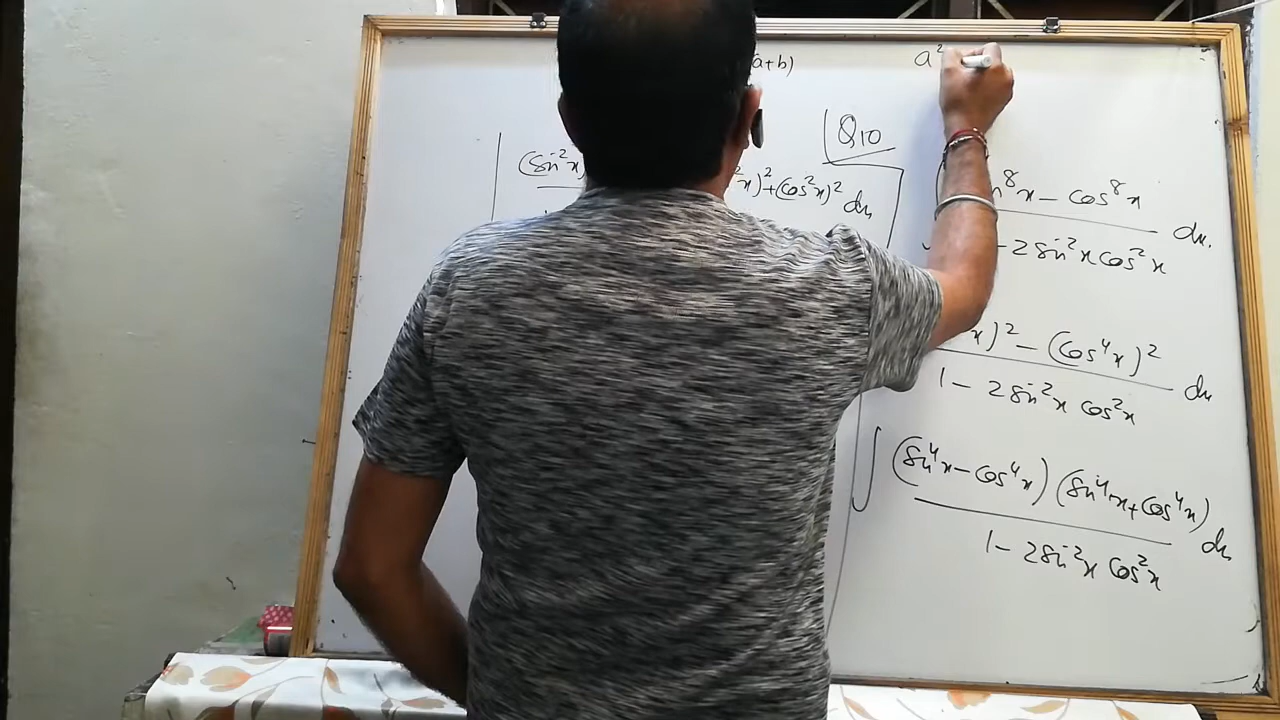 a+b) a²
Q10
(sin²x) ²x)²+(cos²x)² dx
n⁸x - cos⁸x dx.
-2sin²x cos²x
x)² - (cos⁴x)² dx
1 - 2sin²x cos²x
∫ (sin⁴x-cos⁴x) (sin⁴x+cos⁴x) dx
1 - 2sin²x cos²x